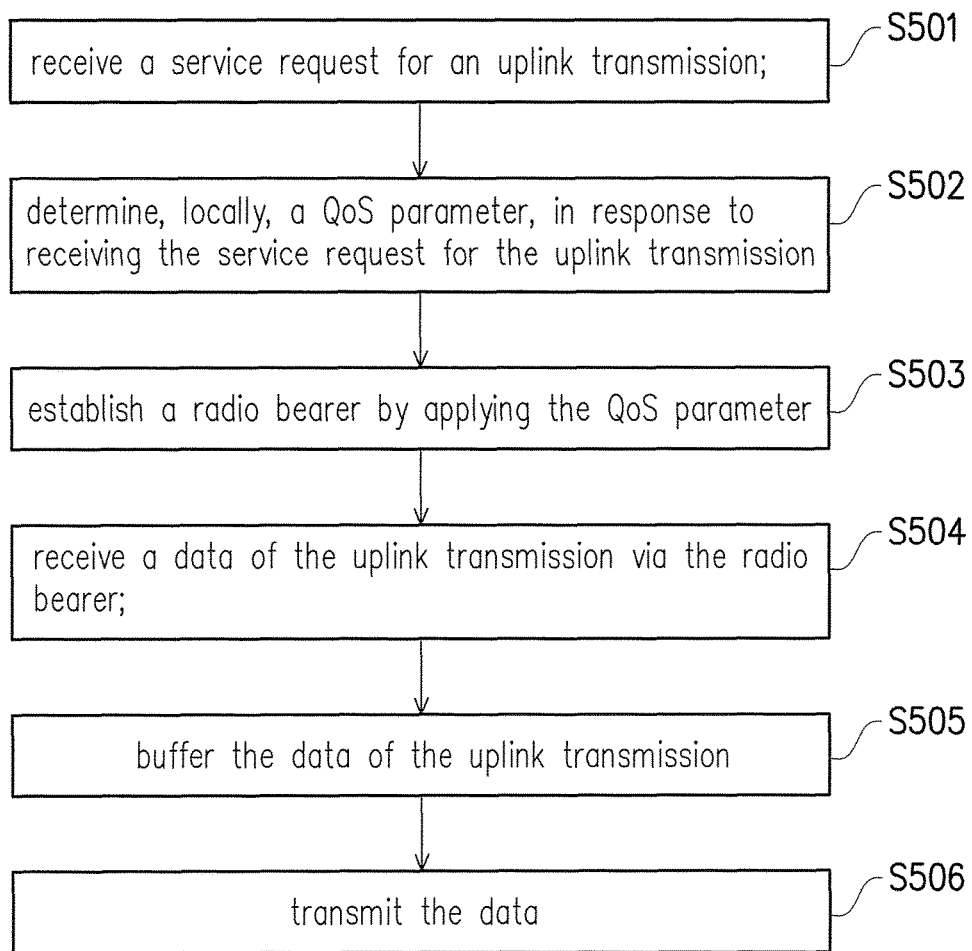 S501
receive a service request for an uplink transmission;
S502
determine, locally, a QoS parameter, in response to
receiving the service request for the uplink transmission
S503
establish a radio bearer by applying the QoS parameter
S504
receive a data of the uplink transmission via the radio
bearer;
S505
buffer the data of the uplink transmission
S506
transmit the data